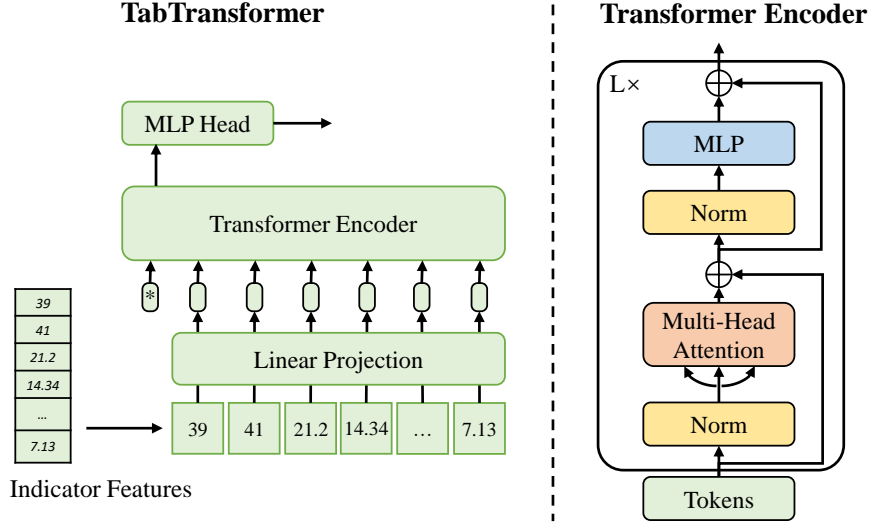 TabTransformer
MLP Head
Transformer Encoder
*
Linear Projection
39
41
21.2
14.34
...
7.13
39 41 21.2 14.34 ... 7.13
Indicator Features
Transformer Encoder
L×
MLP
Norm
Multi-Head
Attention
Norm
Tokens